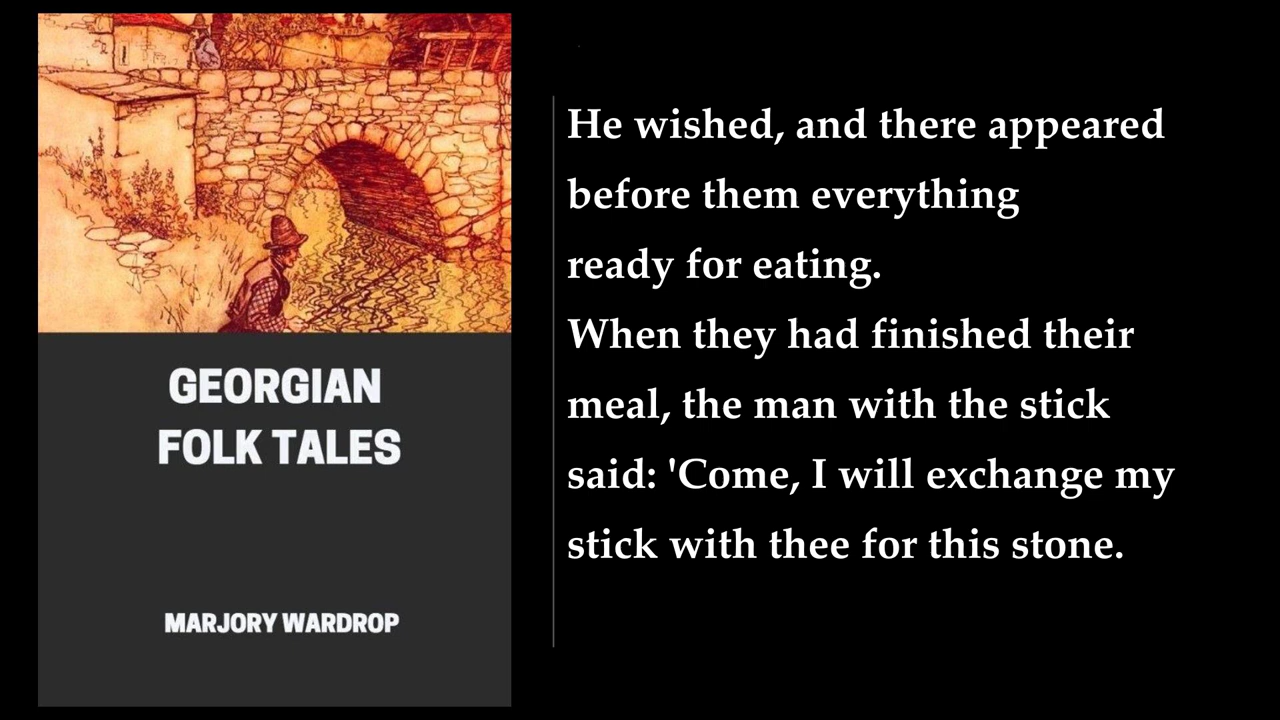 GEORGIAN
FOLK TALES
MARJORY WARDROP
He wished, and there appeared
before them everything
ready for eating.
When they had finished their
meal, the man with the stick
said: 'Come, I will exchange my
stick with thee for this stone.